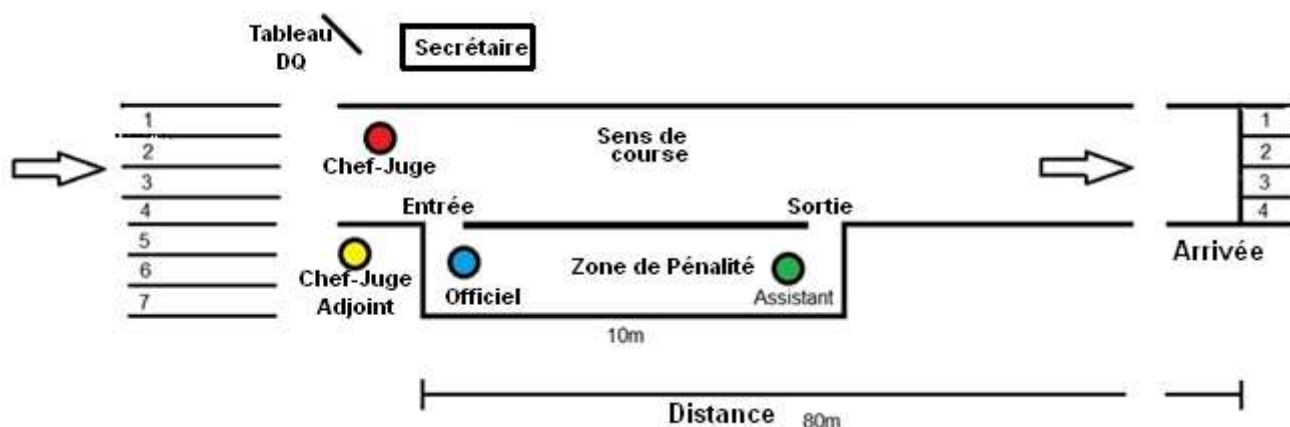 Tableau
DQ
Secrétaire
1
2
3
4
5
6
7
Chef-Juge
Sens de
course
1
2
3
4
Entrée
Sortie
Arrivée
Chef-Juge
Adjoint
Officiel
Zone de Pénalité
Assistant
10m
Distance
80m